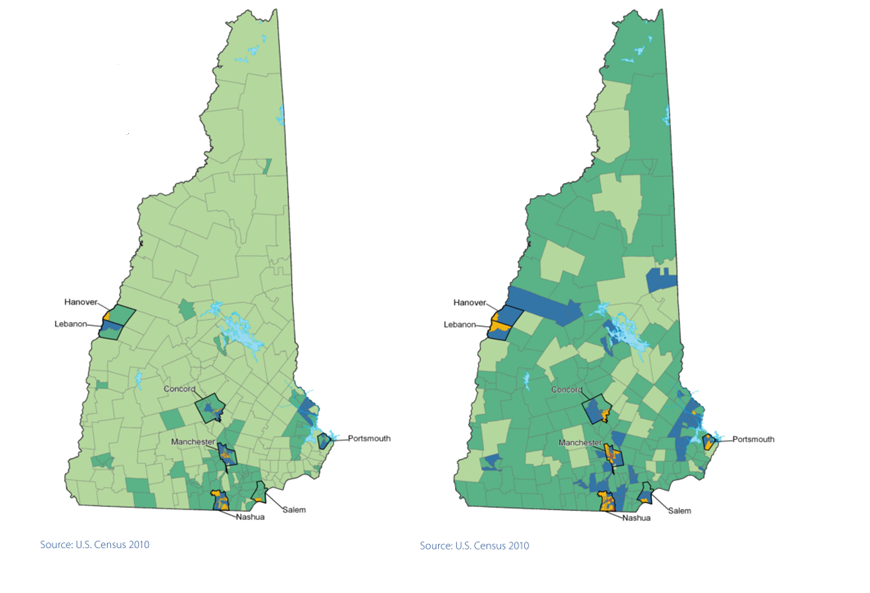 Hanover
Lebanon
Concord
Manchester
Portsmouth
Salem
Nashua
Source: U.S. Census 2010
Hanover
Lebanon
Concord
Manchester
Portsmouth
Salem
Nashua
Source: U.S. Census 2010